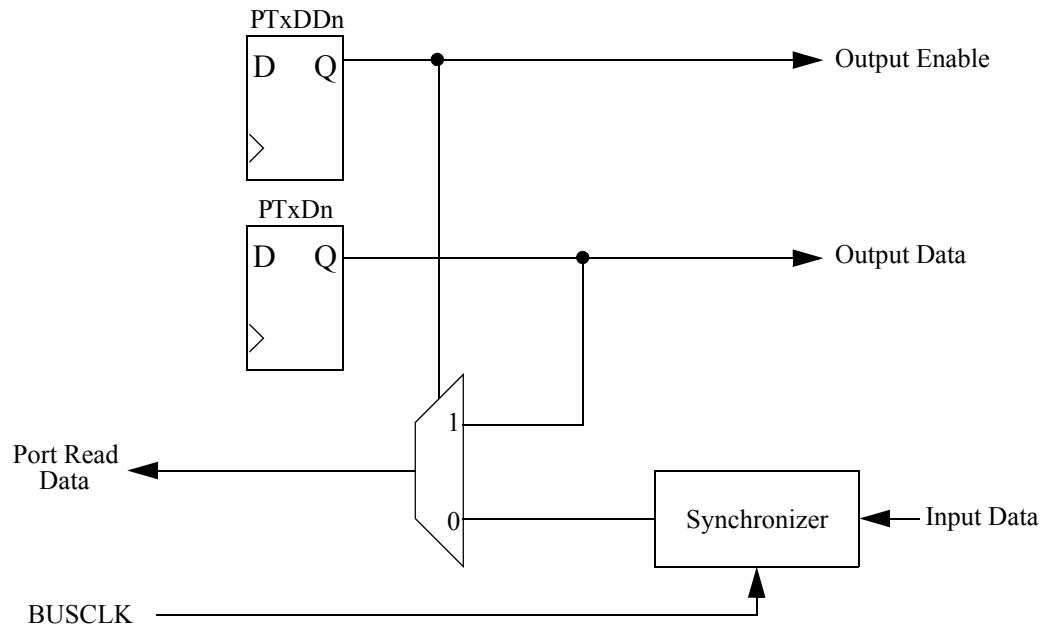 PTxDDn
D Q
Output Enable
PTxDn
D Q
Output Data
1
Port Read
Data
0
Synchronizer
Input Data
BUSCLK